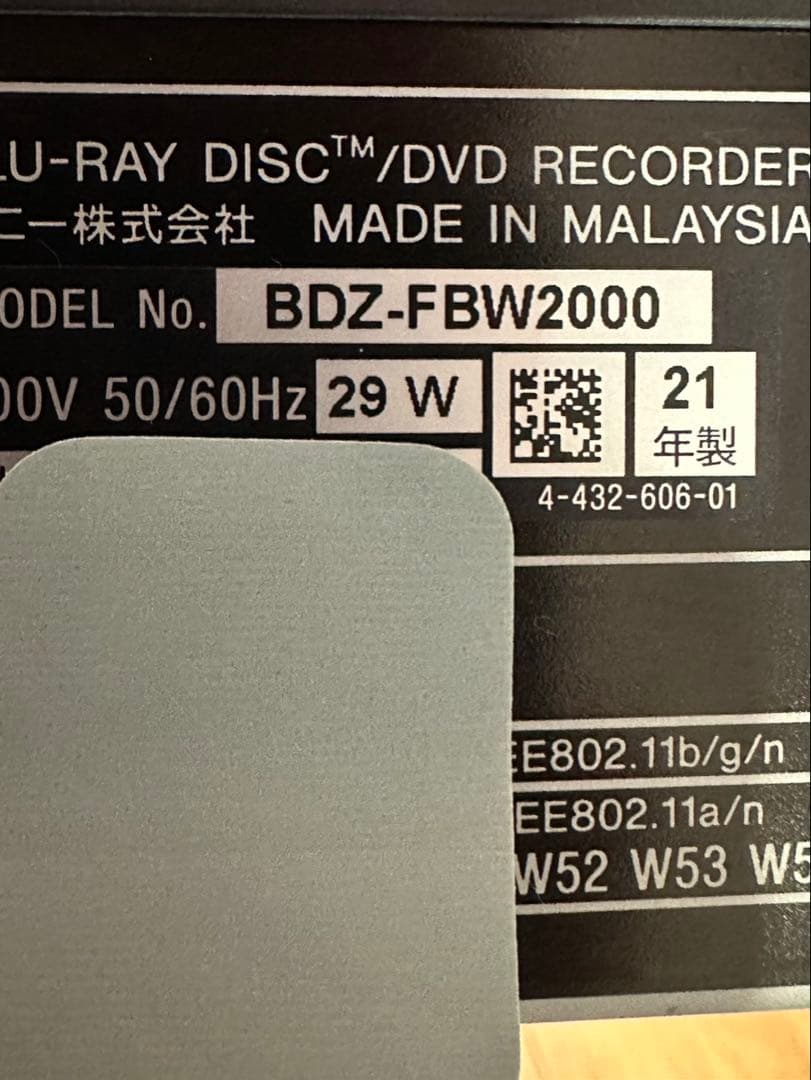 LU-RAY DISC™/DVD RECORDER
ニー株式会社 MADE IN MALAYSIA
ODEL No. BDZ-FBW2000
00V 50/60Hz 29 W
21
年製
4-432-606-01
EE802.11b/g/n
EE802.11a/n
W52 W53 W5